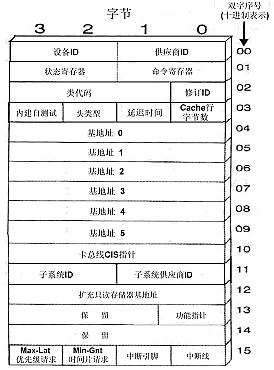 字节
双字序号
(十进制表示)
3 2 1 0
设备ID 供应商ID 00
状态寄存器 命令寄存器 01
类代码 修订ID 02
内建自测试 头类型 延迟时间 Cache行
字节数 03
基地址 0 04
基地址 1 05
基地址 2 06
基地址 3 07
基地址 4 08
基地址 5 09
卡总线CIS指针 10
子系统ID 子系统供应商ID 11
扩充只读存储器基地址 12
保 留 功能指针 13
保 留 14
Max-Lat
优先级请求 Min-Gnt
时间片请求 中断引脚 中断线 15